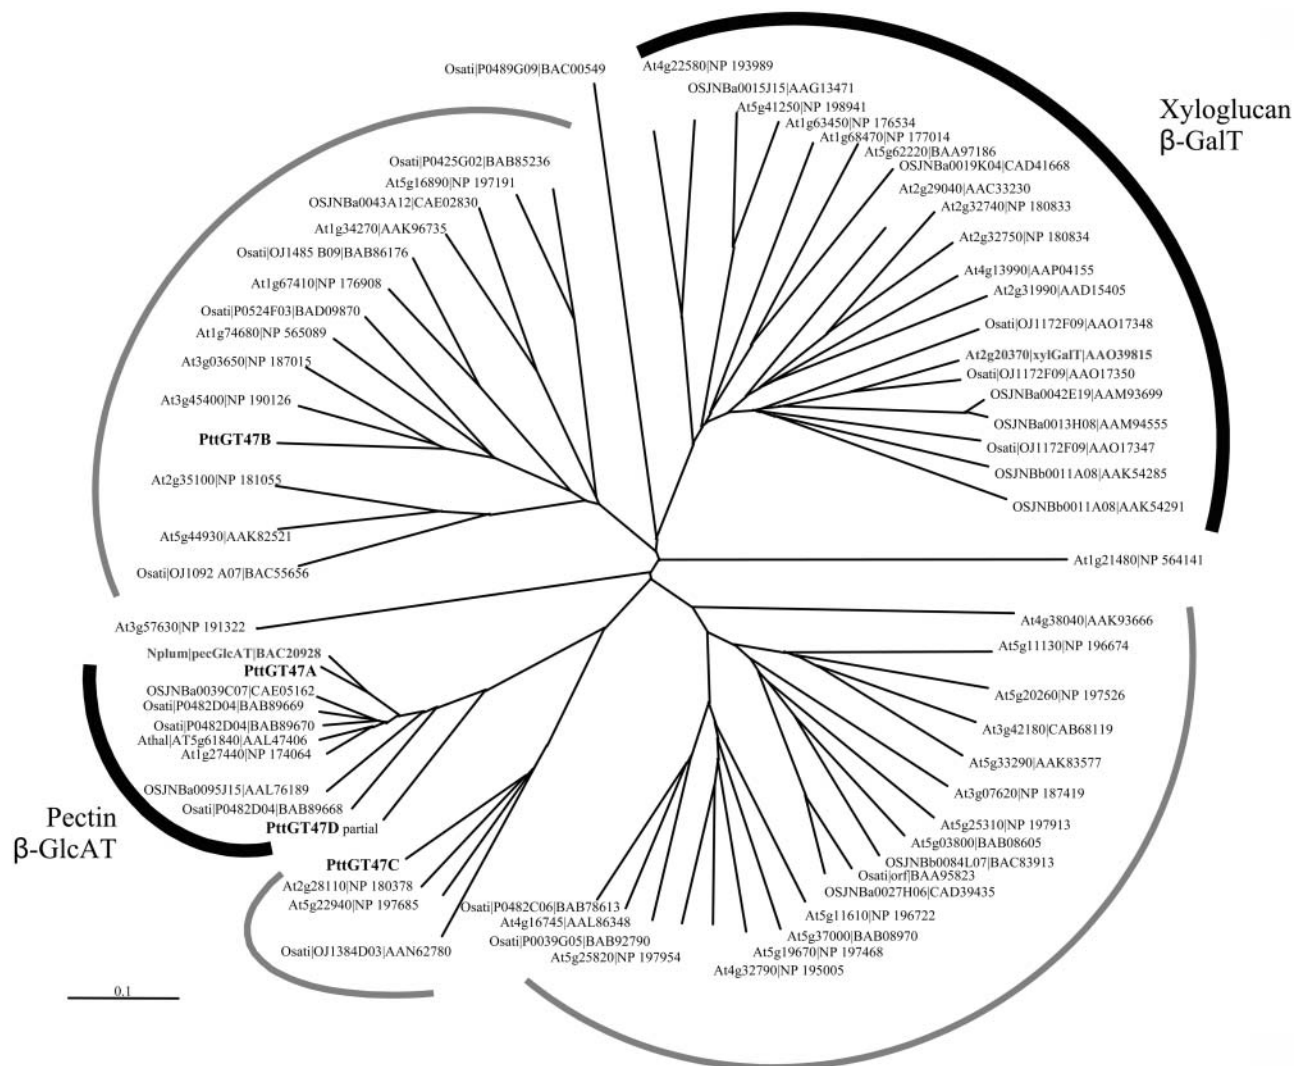 Osati|P0489G09|BAC00549
At4g22580|NP 193989
OSJNBa0015J15|AAG13471
At5g41250|NP 198941
At1g63450|NP 176534
At1g68470|NP 177014
At5g62220|BAA97186
OSJNBa0019K04|CAD41668
At2g29040|AAC33230
At2g32740|NP 180833
At2g32750|NP 180834
At4g13990|AAP04155
At2g31990|AAD15405
Osati|OJ1172F09|AAO17348
At2g20370|xylGalT|AAO39815
Osati|OJ1172F09|AAO17350
OSJNBa0042E19|AAM93699
OSJNBa0013H08|AAM94555
Osati|OJ1172F09|AAO17347
OSJNBb0011A08|AAK54285
OSJNBb0011A08|AAK54291
Xyloglucan
β-GalT
At1g21480|NP 564141
Osati|P0425G02|BAB85236
At5g16890|NP 197191
OSJNBa0043A12|CAE02830
At1g34270|AAK96735
Osati|OJ1485 B09|BAB86176
At1g67410|NP 176908
Osati|P0524F03|BAD09870
At1g74680|NP 565089
At3g03650|NP 187015
At3g45400|NP 190126
PttGT47B
At2g35100|NP 181055
At5g44930|AAK82521
Osati|OJ1092 A07|BAC55656
At3g57630|NP 191322
Nplum|pecGlcAT|BAC20928
PttGT47A
OSJNBa0039C07|CAE05162
Osati|P0482D04|BAB89669
Osati|P0482D04|BAB89670
Athal|AT5g61840|AAL47406
At1g27440|NP 174064
OSJNBa0095J15|AAL76189
Osati|P0482D04|BAB89668
PttGT47D partial
Pectin
β-GlcAT
PttGT47C
At2g28110|NP 180378
At5g22940|NP 197685
Osati|OJ1384D03|AAN62780
At4g38040|AAK93666
At5g11130|NP 196674
At5g20260|NP 197526
At3g42180|CAB68119
At5g33290|AAK83577
At3g07620|NP 187419
At5g25310|NP 197913
At5g03800|BAB08605
OSJNBb0084L07|BAC83913
Osati|orf|BAA95823
OSJNBa0027H06|CAD39435
At5g11610|NP 196722
At5g37000|BAB08970
At5g19670|NP 197468
At4g32790|NP 195005
Osati|P0482C06|BAB78613
At4g16745|AAL86348
Osati|P0039G05|BAB92790
At5g25820|NP 197954
0.1